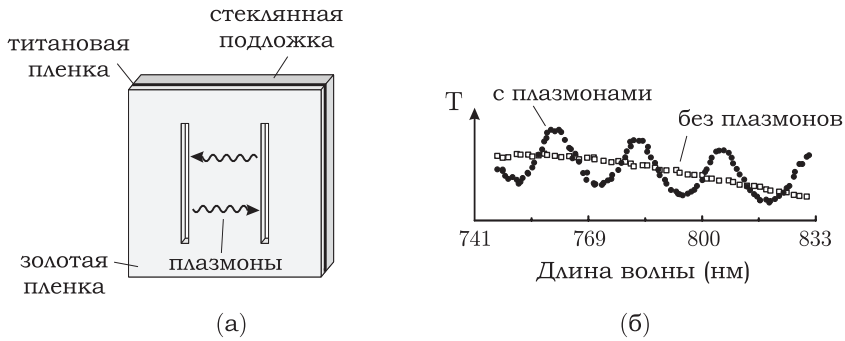 стеклянная
подложка
титановая
пленка
плазмоны
золотая
пленка
(а)
T
с плазмонами
без плазмонов
741
769
800
833
Длина волны (нм)
(б)